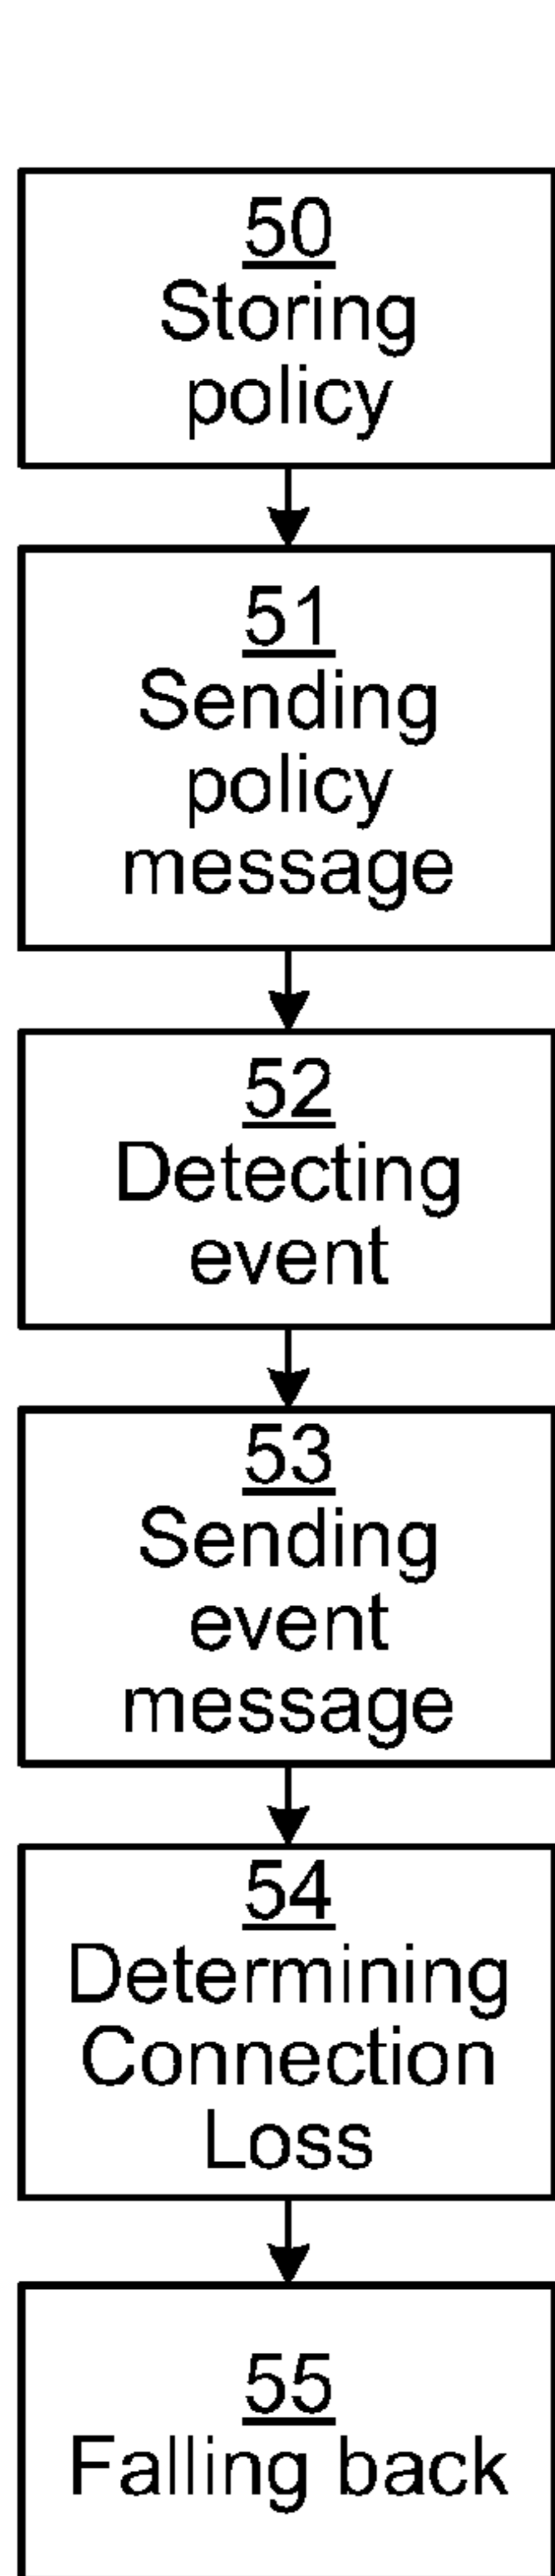 50
Storing
policy
51
Sending
policy
message
52
Detecting
event
53
Sending
event
message
54
Determining
Connection
Loss
55
Falling back